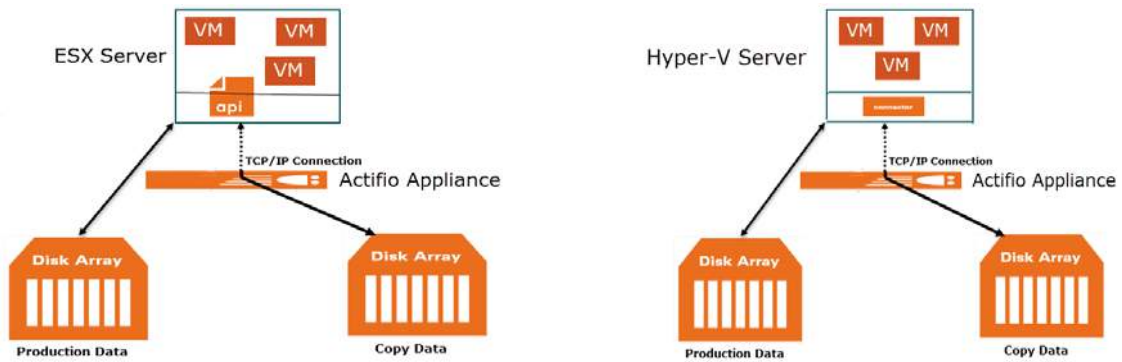 ESX Server
VM
VM
VM
api
TCP/IP Connection
Actifio Appliance
Disk Array
Production Data
Disk Array
Copy Data
Hyper-V Server
VM
VM
VM
connector
TCP/IP Connection
Actifio Appliance
Disk Array
Production Data
Disk Array
Copy Data